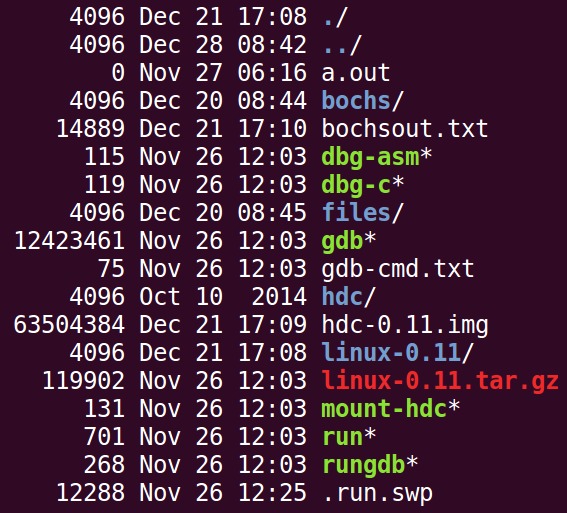 4096 Dec 21 17:08 ./
4096 Dec 28 08:42 ../
0 Nov 27 06:16 a.out
4096 Dec 20 08:44 bochs/
14889 Dec 21 17:10 bochsout.txt
115 Nov 26 12:03 dbg-asm*
119 Nov 26 12:03 dbg-c*
4096 Dec 20 08:45 files/
12423461 Nov 26 12:03 gdb*
75 Nov 26 12:03 gdb-cmd.txt
4096 Oct 10  2014 hdc/
63504384 Dec 21 17:09 hdc-0.11.img
4096 Dec 21 17:08 linux-0.11/
119902 Nov 26 12:03 linux-0.11.tar.gz
131 Nov 26 12:03 mount-hdc*
701 Nov 26 12:03 run*
268 Nov 26 12:03 rungdb*
12288 Nov 26 12:25 .run.swp